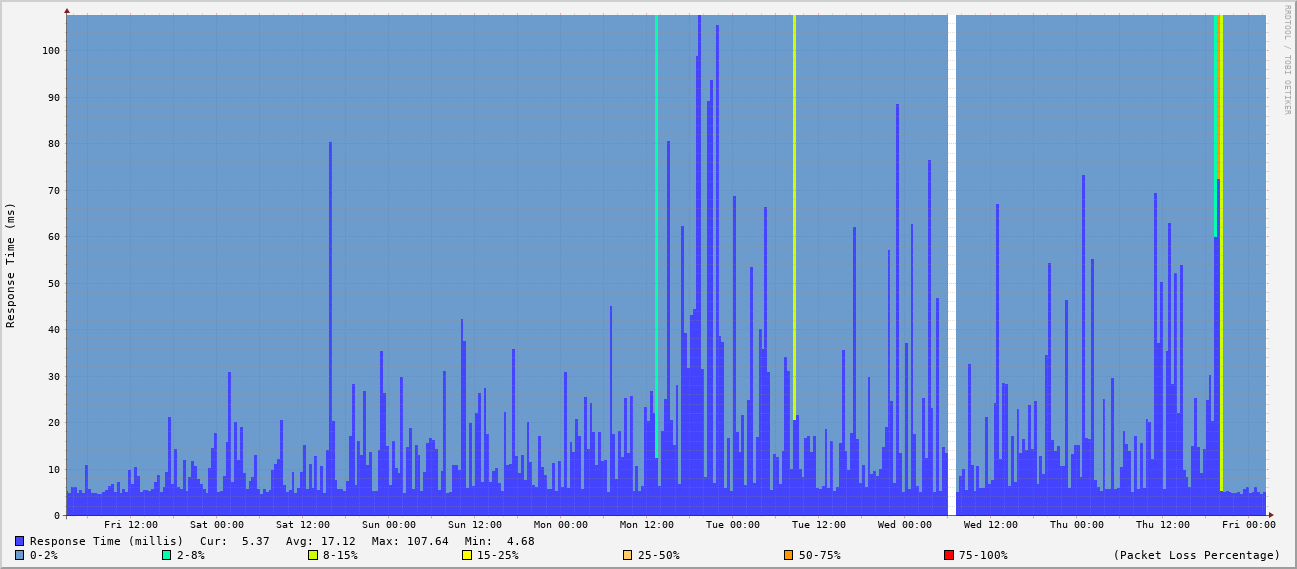 RRDTOOL / TOBI OETIKER
Response Time (ms)
100
90
80
70
60
50
40
30
20
10
0
Fri 12:00 Sat 00:00 Sat 12:00 Sun 00:00 Sun 12:00 Mon 00:00 Mon 12:00 Tue 00:00 Tue 12:00 Wed 00:00 Wed 12:00 Thu 00:00 Thu 12:00 Fri 00:00
Response Time (millis) Cur: 5.37 Avg: 17.12 Max: 107.64 Min: 4.68
0-2% 2-8% 8-15% 15-25% 25-50% 50-75% 75-100% (Packet Loss Percentage)